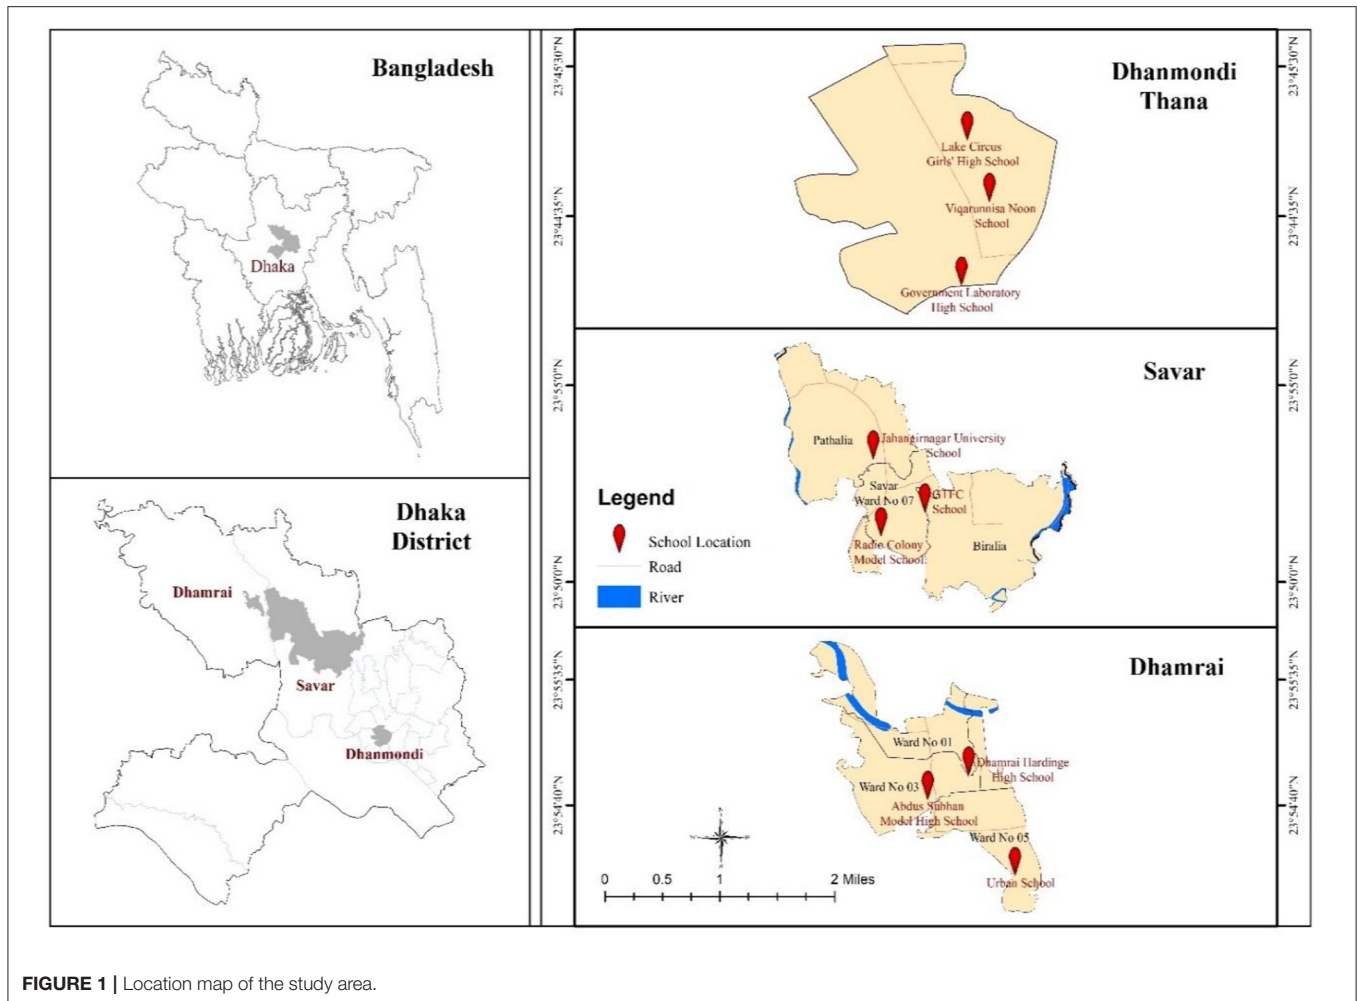 Bangladesh
Dhaka
Dhaka
District
Dhamrai
Savar
Dhanmondi
23°45'30"N
23°44'35"N
Dhanmondi
Thana
Lake Circus
Girls' High School
Viqarunnisa Noon
School
Government Laboratory
High School
23°45'30"N
23°44'35"N
23°55'0"N
23°50'0"N
Savar
Pathalia
Jahangirnagar University
School
Savar
Ward No 07
GTFC
School
Radio Colony
Model School
Biralia
23°55'0"N
23°50'0"N
Legend
School Location
Road
River
23°55'35"N
23°54'40"N
Dhamrai
Ward No 01
Dhamrai Hardinge
High School
Ward No 03
Abdus Subhan
Model High School
Ward No 05
Urban School
23°55'35"N
23°54'40"N
0 0.5 1 2 Miles
FIGURE 1 | Location map of the study area.